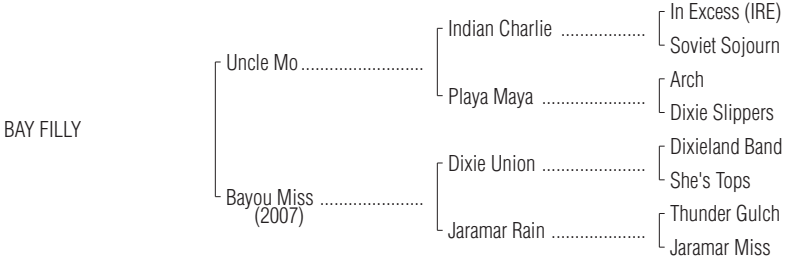 In Excess (IRE)
Indian Charlie ...................
Soviet Sojourn
Uncle Mo ..........................
Arch
Playa Maya .......................
Dixie Slippers
BAY FILLY
Dixieland Band
Dixie Union .......................
She's Tops
Bayou Miss .......................
(2007)
Thunder Gulch
Jaramar Rain .....................
Jaramar Miss